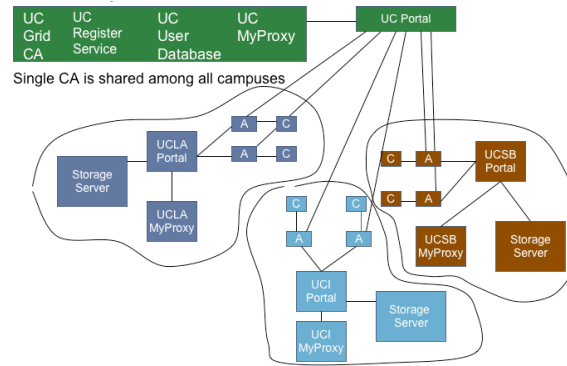 UC
Grid
CA
UC
Register
Service
UC
User
Database
UC
MyProxy
UC Portal
Single CA is shared among all campuses
A
C
A
C
UCLA
Portal
Storage
Server
UCLA
MyProxy
C
A
C
A
UCSB
Portal
UCSB
MyProxy
Storage
Server
C
C
A
A
UCI
Portal
Storage
Server
UCI
MyProxy